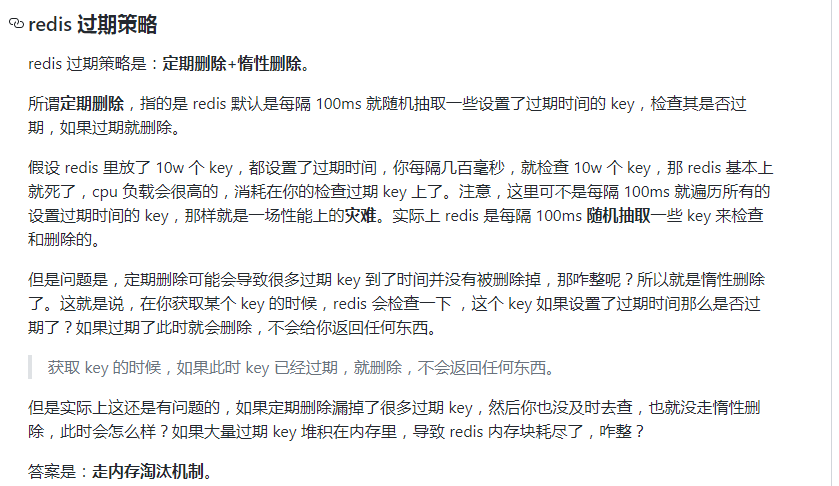 redis 过期策略
redis 过期策略是：定期删除+惰性删除。
所谓定期删除，指的是 redis 默认是每隔 100ms 就随机抽取一些设置了过期时间的 key，检查其是否过
期，如果过期就删除。
假设 redis 里放了 10w 个 key，都设置了过期时间，你每隔几百毫秒，就检查 10w 个 key，那 redis 基本上
就死了，cpu 负载会很高的，消耗在你的检查过期 key 上了。注意，这里可不是每隔 100ms 就遍历所有的
设置过期时间的 key，那样就是一场性能上的灾难。实际上 redis 是每隔 100ms 随机抽取一些 key 来检查
和删除的。
但是问题是，定期删除可能会导致很多过期 key 到了时间并没有被删除掉，那咋整呢？所以就是惰性删除
了。这就是说，在你获取某个 key 的时候，redis 会检查一下 ，这个 key 如果设置了过期时间那么是否过
期了？如果过期了此时就会删除，不会给你返回任何东西。
获取 key 的时候，如果此时 key 已经过期，就删除，不会返回任何东西。
但是实际上这还是有问题的，如果定期删除漏掉了很多过期 key，然后你也没及时去查，也就没走惰性删
除，此时会怎么样？如果大量过期 key 堆积在内存里，导致 redis 内存块耗尽了，咋整？
答案是：走内存淘汰机制。